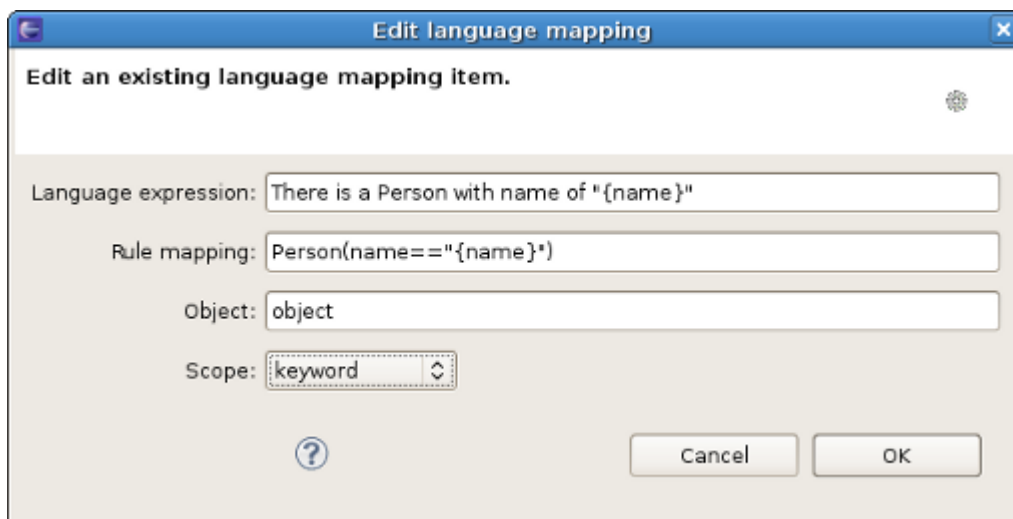 Edit language mapping
Edit an existing language mapping item.
Language expression: There is a Person with name of "{name}"
Rule mapping: Person(name=="{name}")
Object: object
Scope: keyword
? Cancel OK